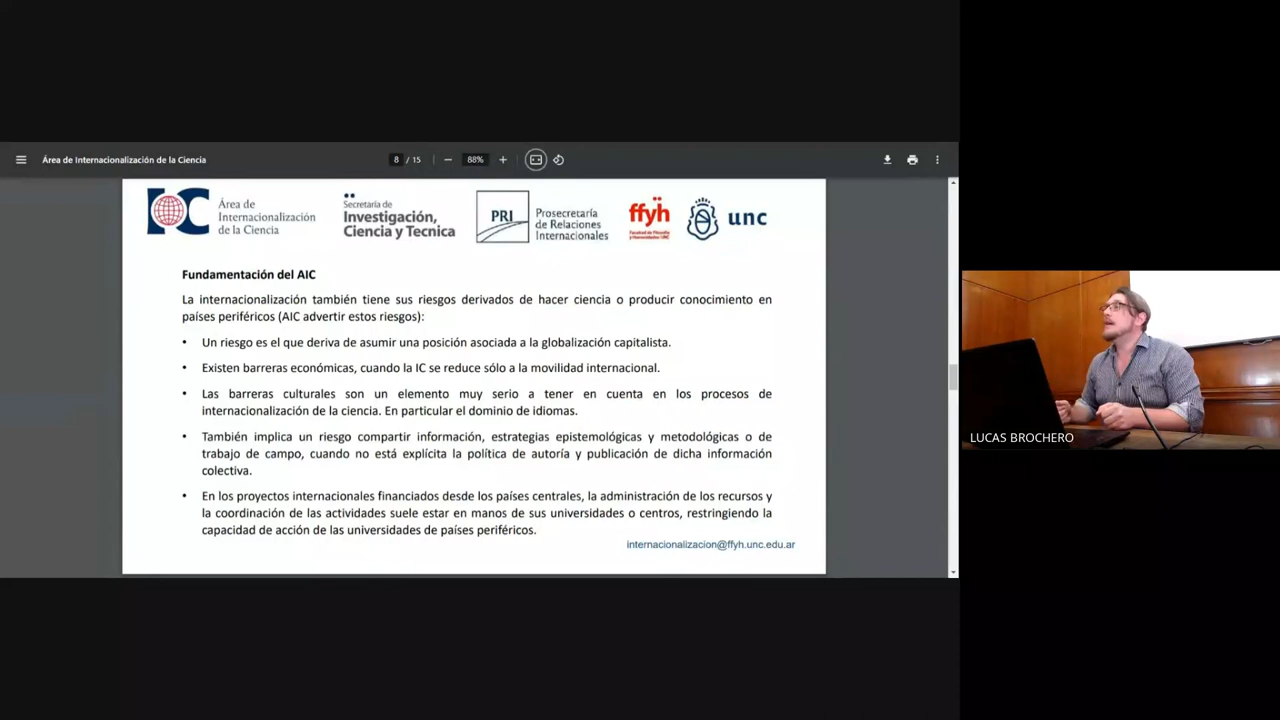 Área de Internacionalización de la Ciencia
8 / 15
88%
Área de
Internacionalización
de la Ciencia
Secretaría de
Investigación,
Ciencia y Tecnica
PRI
Prosecretaría
de Relaciones
Internacionales
ffyh
Facultad de Filosofía
y Humanidades UNC
unc
Fundamentación del AIC
La internacionalización también tiene sus riesgos derivados de hacer ciencia o producir conocimiento en
países periféricos (AIC advertir estos riesgos):
• Un riesgo es el que deriva de asumir una posición asociada a la globalización capitalista.
• Existen barreras económicas, cuando la IC se reduce sólo a la movilidad internacional.
• Las barreras culturales son un elemento muy serio a tener en cuenta en los procesos de
internacionalización de la ciencia. En particular el dominio de idiomas.
• También implica un riesgo compartir información, estrategias epistemológicas y metodológicas o de
trabajo de campo, cuando no está explícita la política de autoría y publicación de dicha información
colectiva.
• En los proyectos internacionales financiados desde los países centrales, la administración de los recursos y
la coordinación de las actividades suele estar en manos de sus universidades o centros, restringiendo la
capacidad de acción de las universidades de países periféricos.
internacionalizacion@ffyh.unc.edu.ar
LUCAS BROCHERO